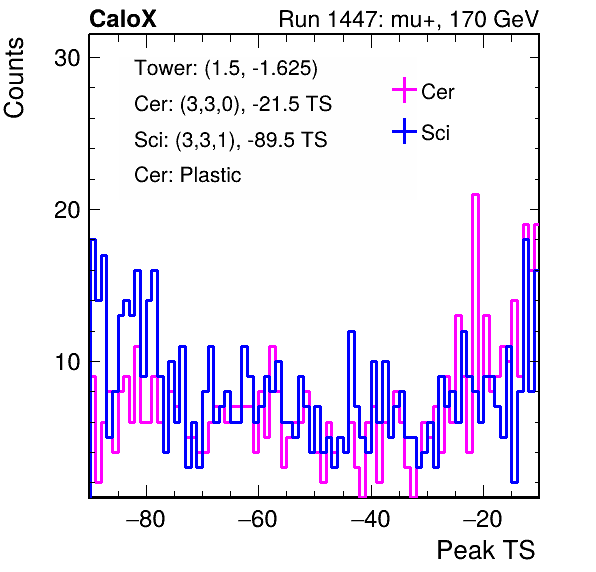 CaloX Run 1447: mu+, 170 GeV
Counts
30
20
10
Tower: (1.5, -1.625)
Cer: (3,3,0), -21.5 TS
Sci: (3,3,1), -89.5 TS
Cer: Plastic
Cer
Sci
−80 −60 −40 −20
Peak TS